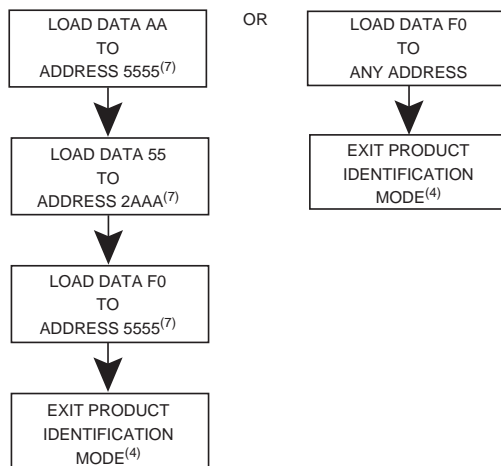 LOAD DATA AA
TO
ADDRESS 5555(7)
LOAD DATA 55
TO
ADDRESS 2AAA(7)
LOAD DATA F0
TO
ADDRESS 5555(7)
EXIT PRODUCT
IDENTIFICATION
MODE(4)
OR
LOAD DATA F0
TO
ANY ADDRESS
EXIT PRODUCT
IDENTIFICATION
MODE(4)